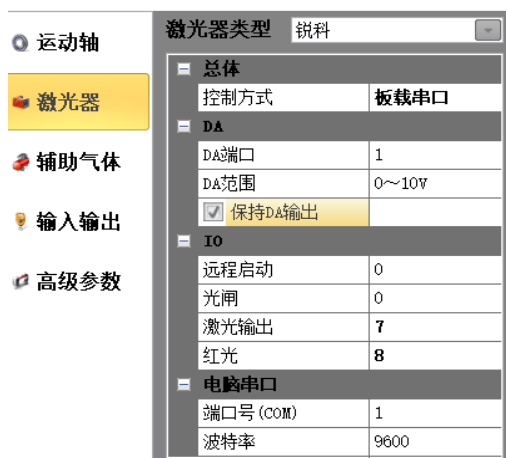 运动轴
激光器
辅助气体
输入输出
高级参数
激光器类型 锐科
总体
控制方式 板载串口
DA
DA端口 1
DA范围 0～10V
保持DA输出
IO
远程启动 0
光闸 0
激光输出 7
红光 8
电脑串口
端口号(COM) 1
波特率 9600